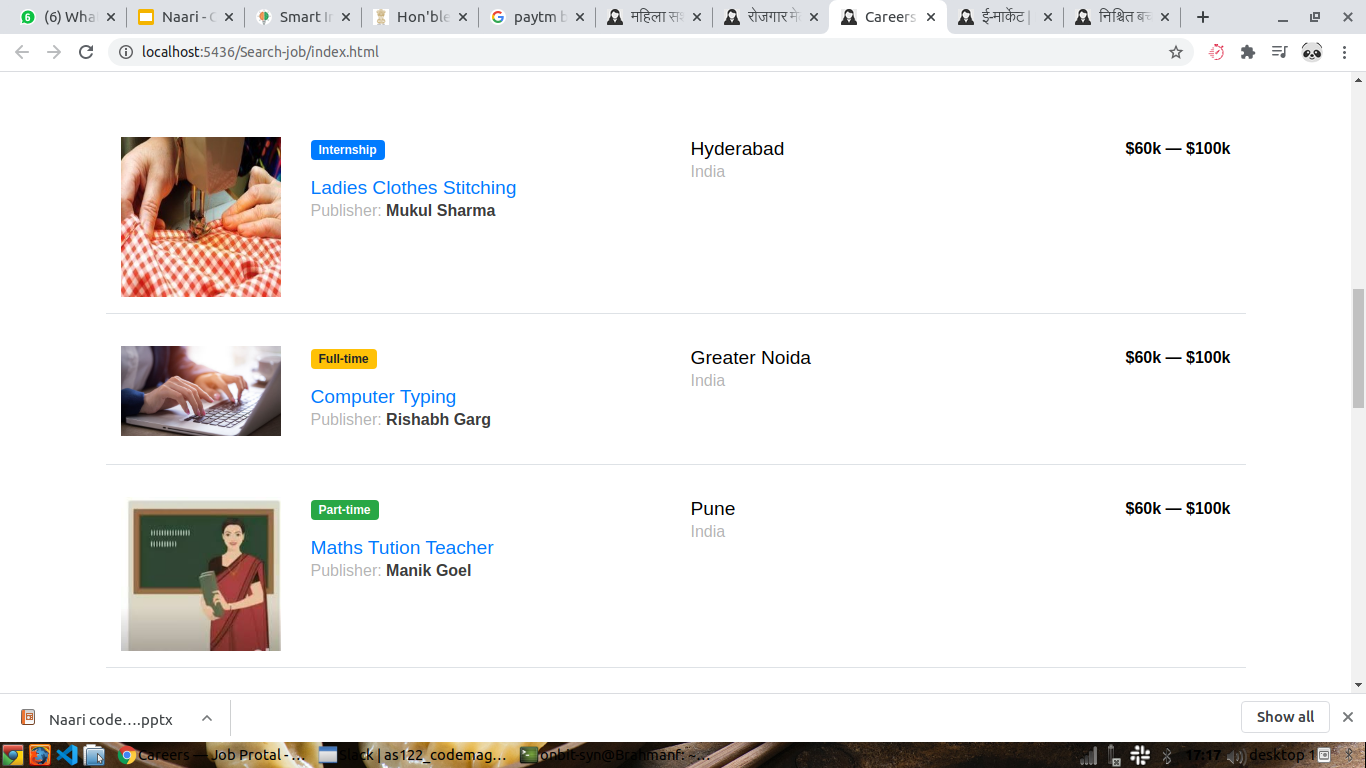 (6) Wha
Naari - G
Smart In
Hon'ble
paytm b
महिला सश
रोजगार मे
Careers
ई-मार्केट |
निश्चित बच
localhost:5436/Search-job/index.html
Internship
Ladies Clothes Stitching
Publisher: Mukul Sharma
Hyderabad
India
$60k — $100k
Full-time
Computer Typing
Publisher: Rishabh Garg
Greater Noida
India
$60k — $100k
Part-time
Maths Tution Teacher
Publisher: Manik Goel
Pune
India
$60k — $100k
Naari code....pptx
Show all
Careers — Job Protal - ...
Slack | as122_codemag...
onbit-syn@Brahmanf: ~...
17:17
desktop 1